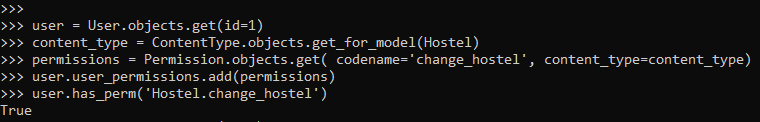 >>>
>>> user = User.objects.get(id=1)
>>> content_type = ContentType.objects.get_for_model(Hostel)
>>> permissions = Permission.objects.get( codename='change_hostel', content_type=content_type)
>>> user.user_permissions.add(permissions)
>>> user.has_perm('Hostel.change_hostel')
True